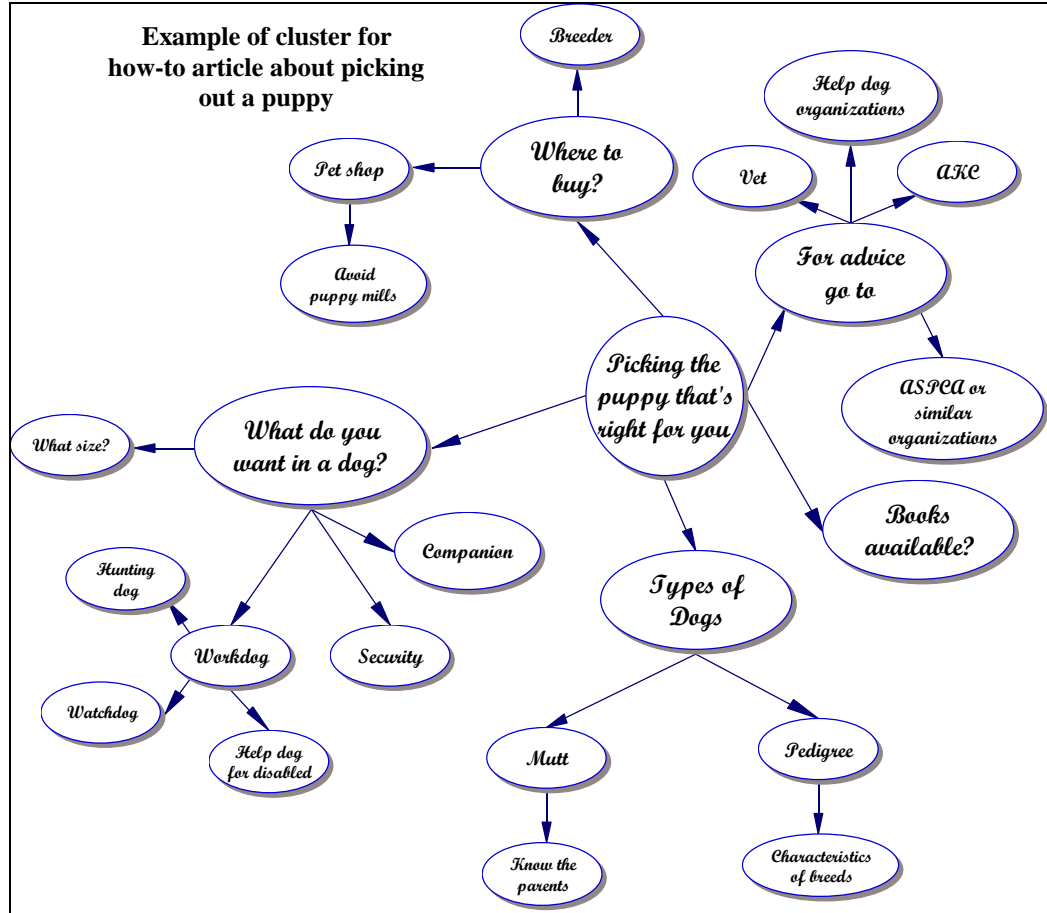 Example of cluster for
how-to article about picking
out a puppy
Breeder
Help dog
organizations
Where to
buy?
Pet shop
Vet
AKC
For advice
go to
Avoid
puppy mills
Picking the
puppy that's
right for you
ASPCA or
similar
organizations
What do you
want in a dog?
What size?
Books
available?
Companion
Hunting
dog
Types of
Dogs
Workdog
Security
Watchdog
Help dog
for disabled
Mutt
Pedigree
Know the
parents
Characteristics
of breeds